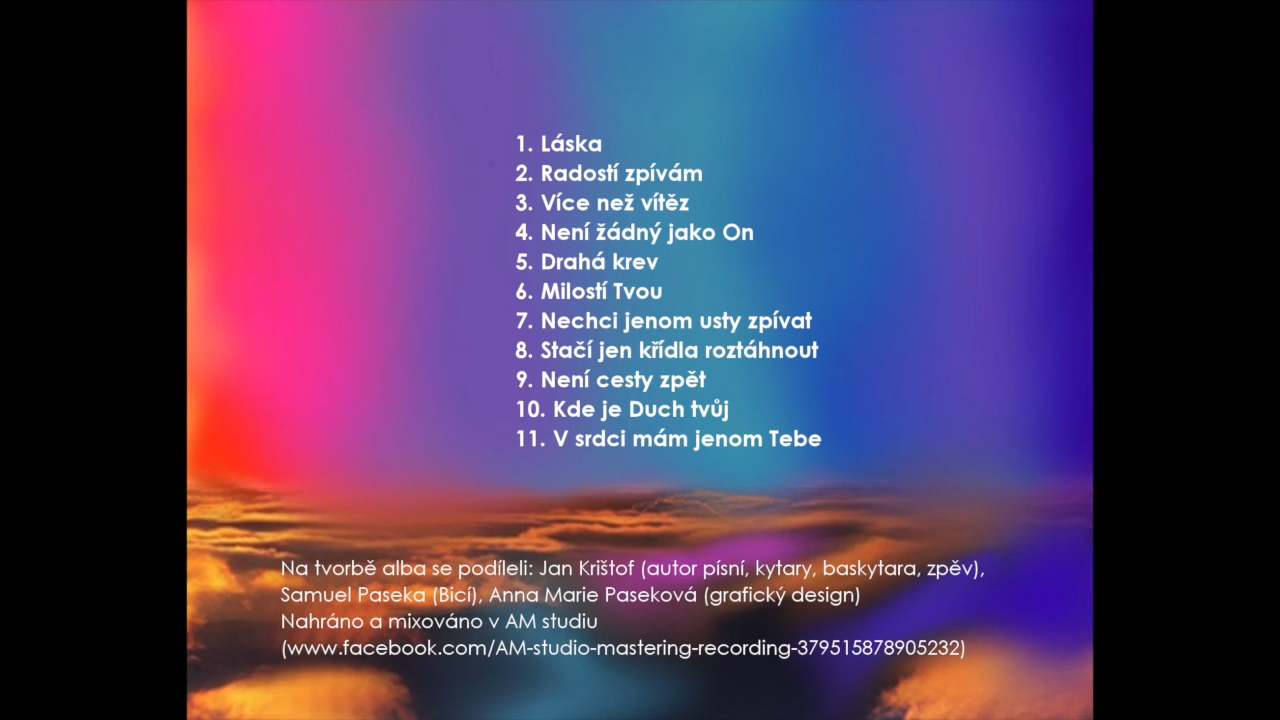 1. Láska
2. Radostí zpívám
3. Více než vítěz
4. Není žádný jako On
5. Drahá krev
6. Milostí Tvou
7. Nechci jenom usty zpívat
8. Stačí jen křídla roztáhnout
9. Není cesty zpět
10. Kde je Duch tvůj
11. V srdci mám jenom Tebe
Na tvorbě alba se podíleli: Jan Krištof (autor písní, kytary, baskytara, zpěv),
Samuel Paseka (Bicí), Anna Marie Paseková (grafický design)
Nahráno a mixováno v AM studiu
(www.facebook.com/AM-studio-mastering-recording-379515878905232)